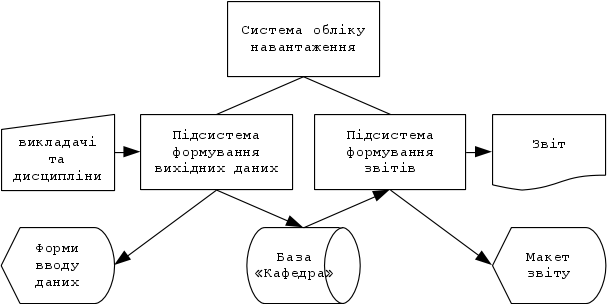 Система обліку
навантаження
викладачі
та
дисципліни
Підсистема
формування
вихідних даних
Підсистема
формування
звітів
Звіт
Форми
вводу
даних
База
«Кафедра»
Макет
звіту